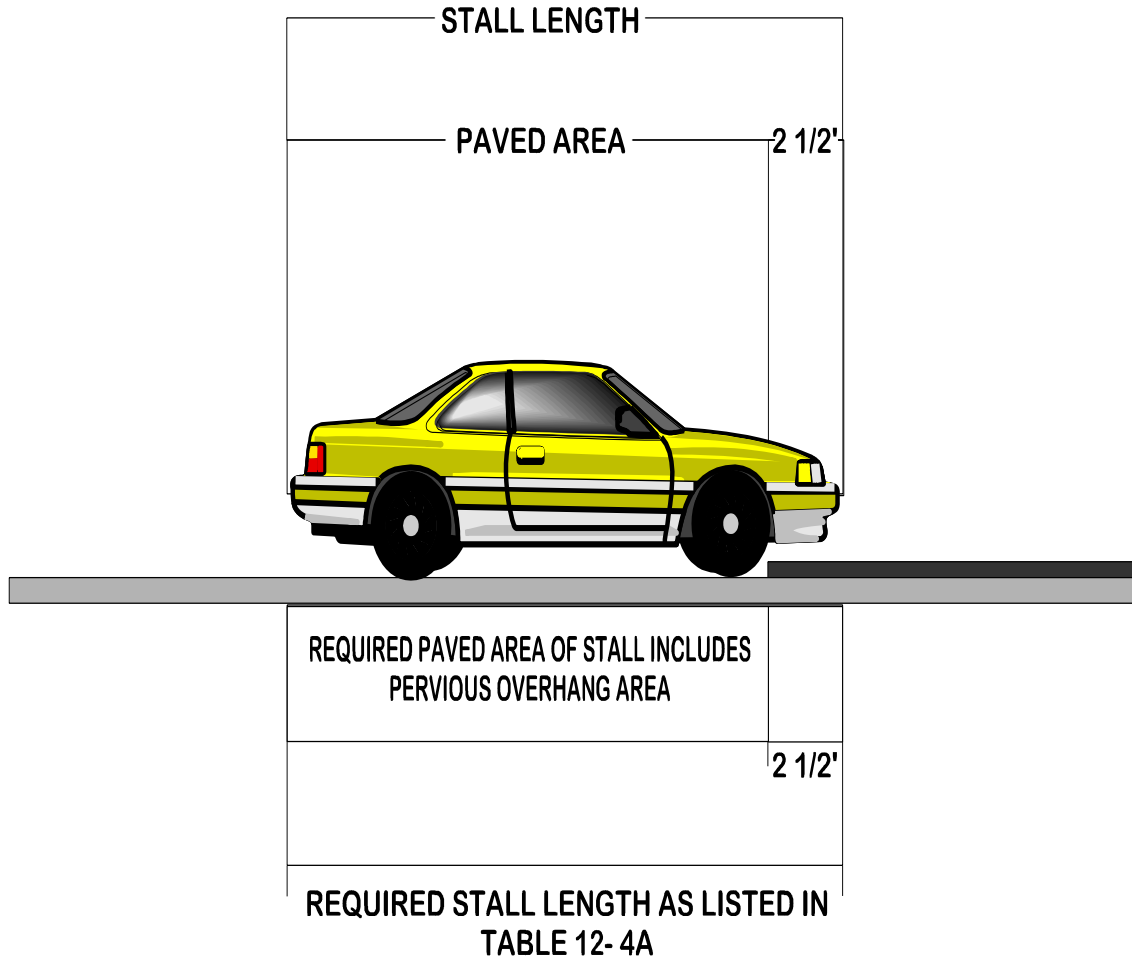 STALL LENGTH
PAVED AREA
2 1/2'
REQUIRED PAVED AREA OF STALL INCLUDES
PERVIOUS OVERHANG AREA
2 1/2'
REQUIRED STALL LENGTH AS LISTED IN
TABLE 12- 4A